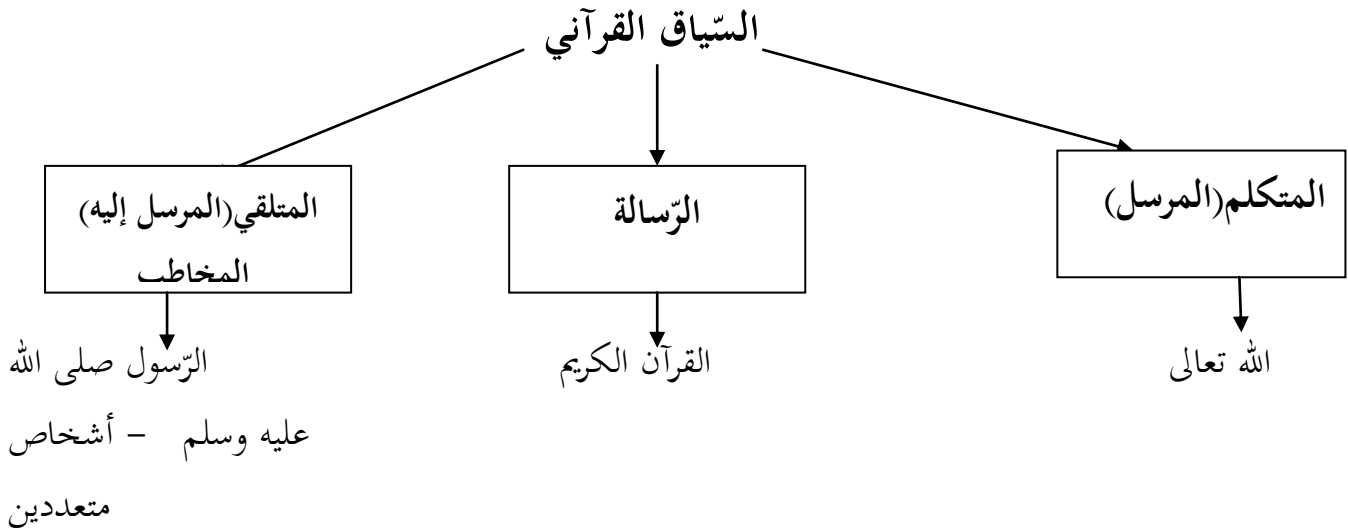 السّياق القرآني
المتكلم(المرسل)
الرّسالة
المتلقي(المرسل إليه)
المخاطب
الله تعالى
القرآن الكريم
الرّسول صلى الله
عليه وسلم – أشخاص
متعددين